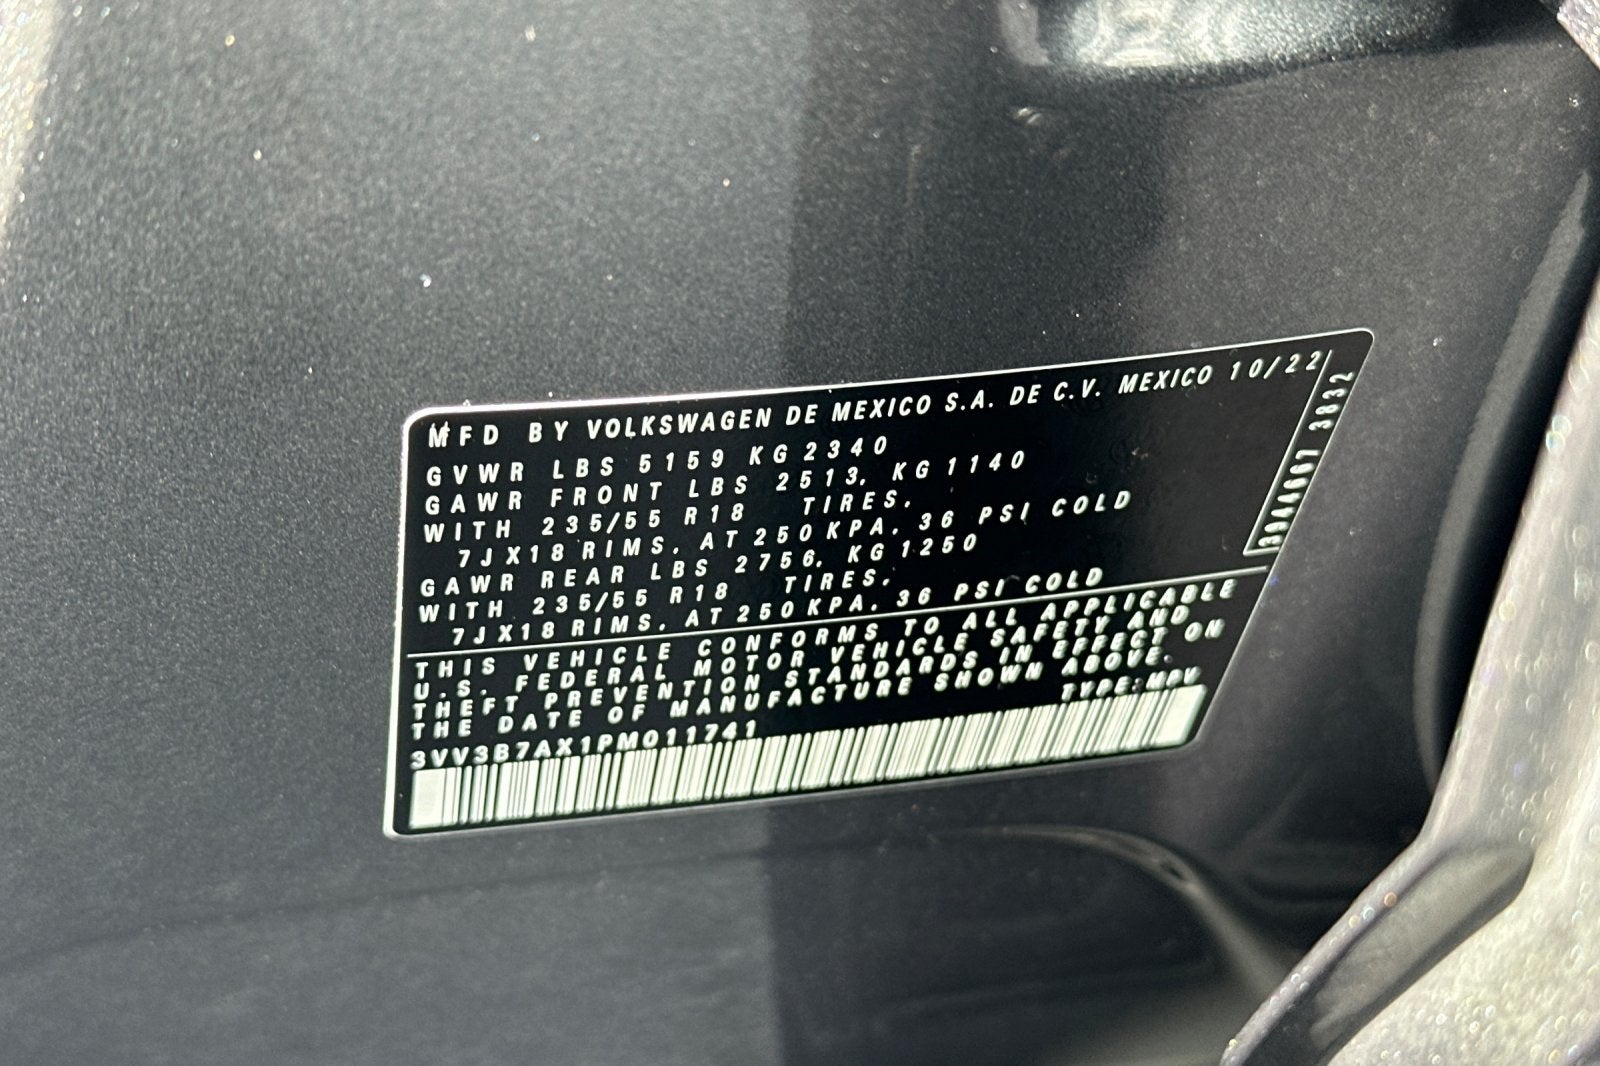 MFD BY VOLKSWAGEN DE MEXICO S.A. DE C.V. MEXICO 10/22
GVWR LBS 5159 KG 2340
GAWR FRONT LBS 2513, KG 1140
WITH 235/55 R18 TIRES,
7JX18 RIMS, AT 250 KPA, 36 PSI COLD
GAWR REAR LBS 2756, KG 1250
WITH 235/55 R18 TIRES,
7JX18 RIMS, AT 250 KPA, 36 PSI COLD
THIS VEHICLE CONFORMS TO ALL APPLICABLE
U.S. FEDERAL MOTOR VEHICLE SAFETY AND
THEFT PREVENTION STANDARDS IN EFFECT ON
THE DATE OF MANUFACTURE SHOWN ABOVE.
TYPE: MPV
3VV3B7AX1PM011741
3832